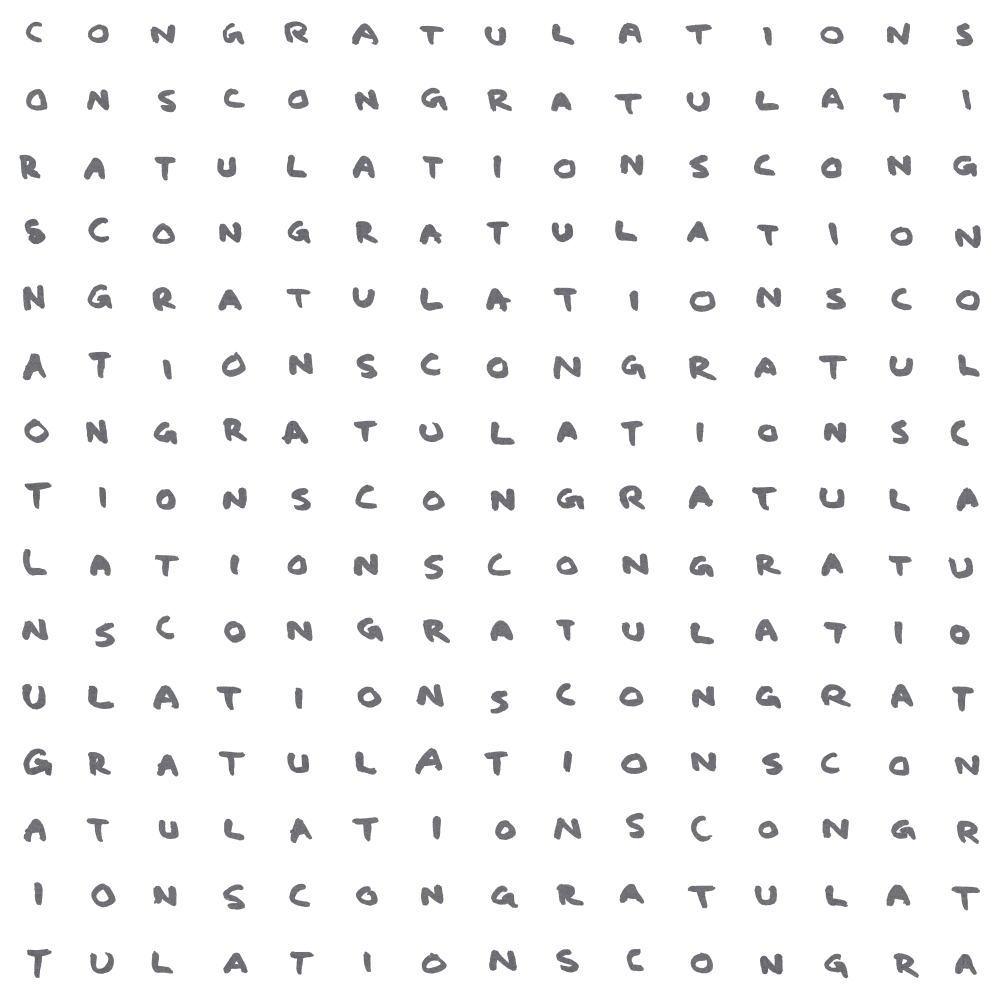 C O N G R A T U L A T I O N S
O N S C O N G R A T U L A T I
R A T U L A T I O N S C O N G
S C O N G R A T U L A T I O N
N G R A T U L A T I O N S C O
A T I O N S C O N G R A T U L
O N G R A T U L A T I O N S C
T I O N S C O N G R A T U L A
L A T I O N S C O N G R A T U
N S C O N G R A T U L A T I O
U L A T I O N S C O N G R A T
G R A T U L A T I O N S C O N
A T U L A T I O N S C O N G R
I O N S C O N G R A T U L A T
T U L A T I O N S C O N G R A